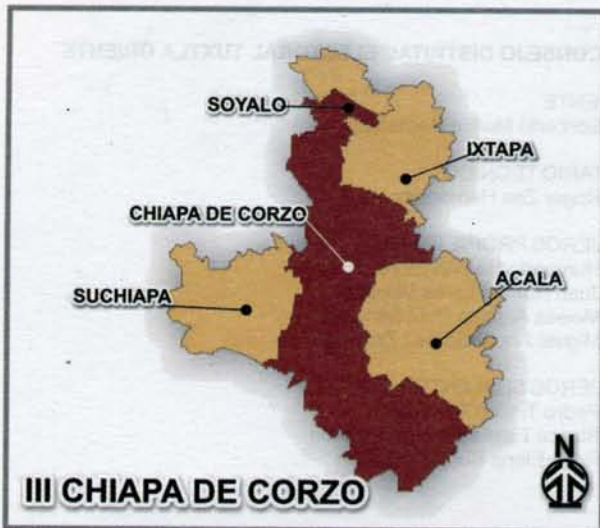 SOYALO
IXTAPA
CHIAPA DE CORZO
SUCHIAPA
ACALA
III CHIAPA DE CORZO
N